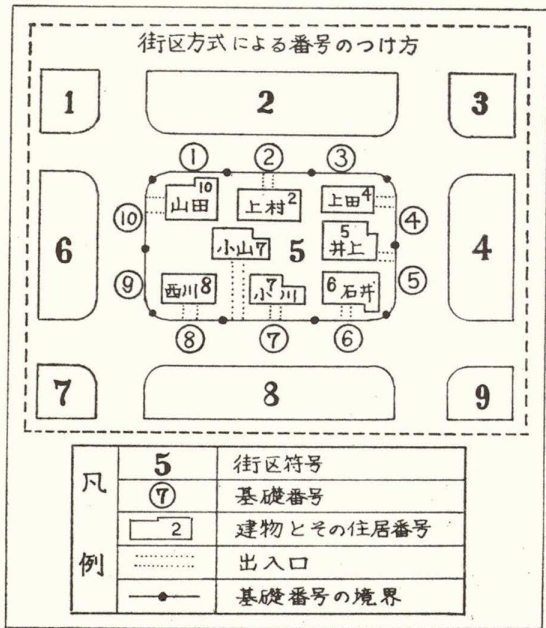 街区方式による番号のつけ方
1
2
3
① ② ③
山田 10
上村 2
上田 4
⑩
④
6
小山 7
5
井上 5
4
⑨
⑤
西川 8
小川 7
石井 6
⑧ ⑦ ⑥
7
8
9
凡例
5 街区符号
⑦ 基礎番号
2 建物とその住居番号
出入口
基礎番号の境界